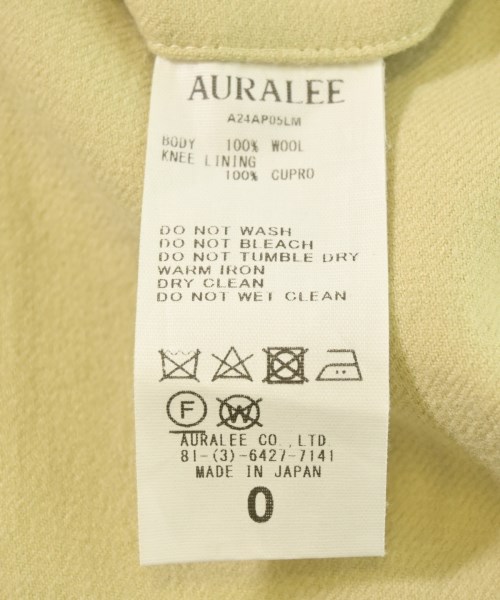 AURALEE
A24AP05LM
BODY 100% WOOL
KNEE LINING
100% CUPRO
DO NOT WASH
DO NOT BLEACH
DO NOT TUMBLE DRY
WARM IRON
DRY CLEAN
DO NOT WET CLEAN
F W
AURALEE CO.,LTD
81-(3)-6427-7141
MADE IN JAPAN
0